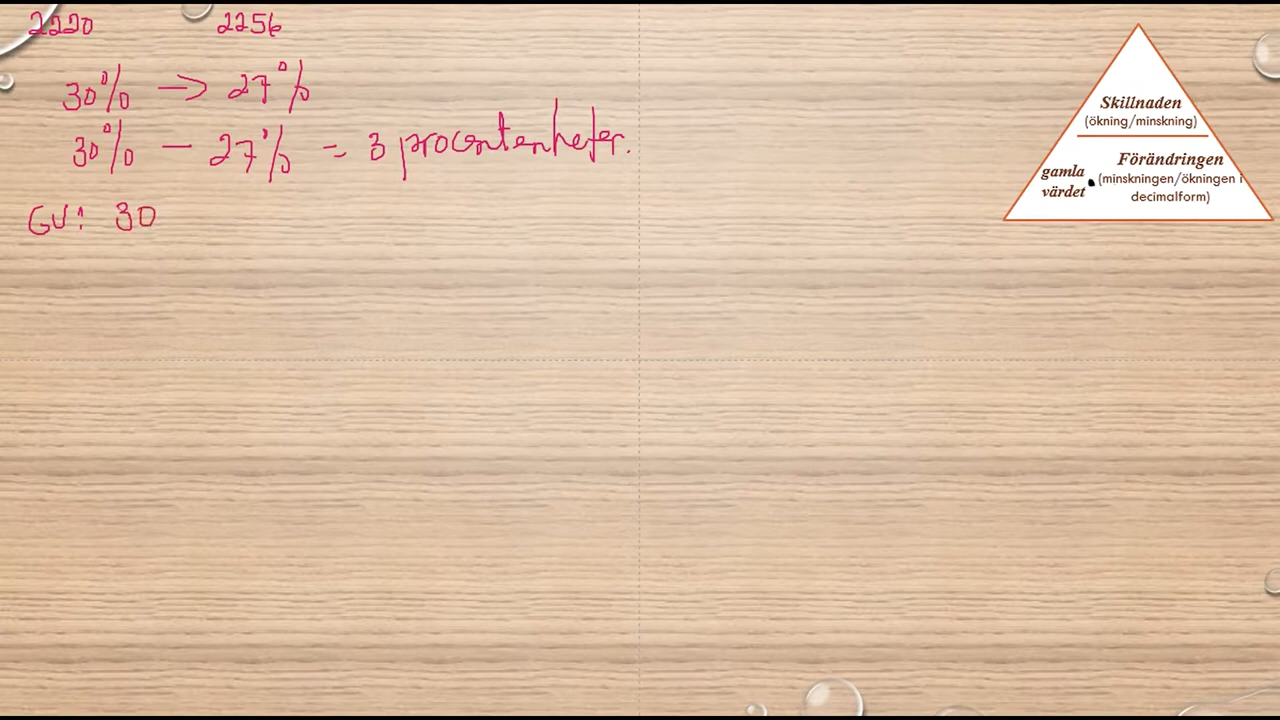 2220 2256
30% → 27%
30% - 27% = 3 procentenheter.
GV: 30
Skillnaden
(ökning/minskning)
gamla
värdet
Förändringen
(minskningen/ökningen i
decimalform)